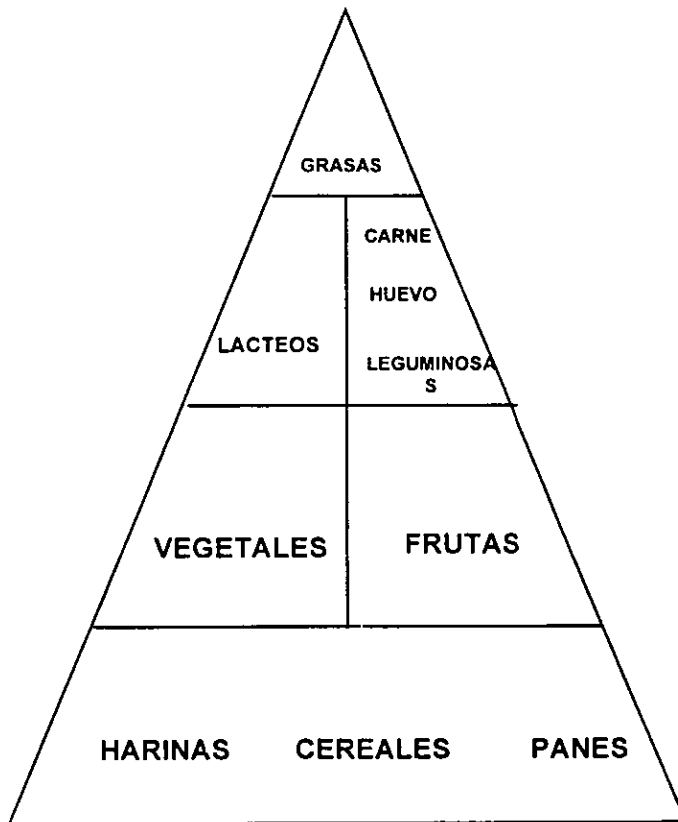 GRASAS
CARNE
HUEVO
LACTEOS
LEGUMINOSA
S
VEGETALES FRUTAS
HARINAS CEREALES PANES